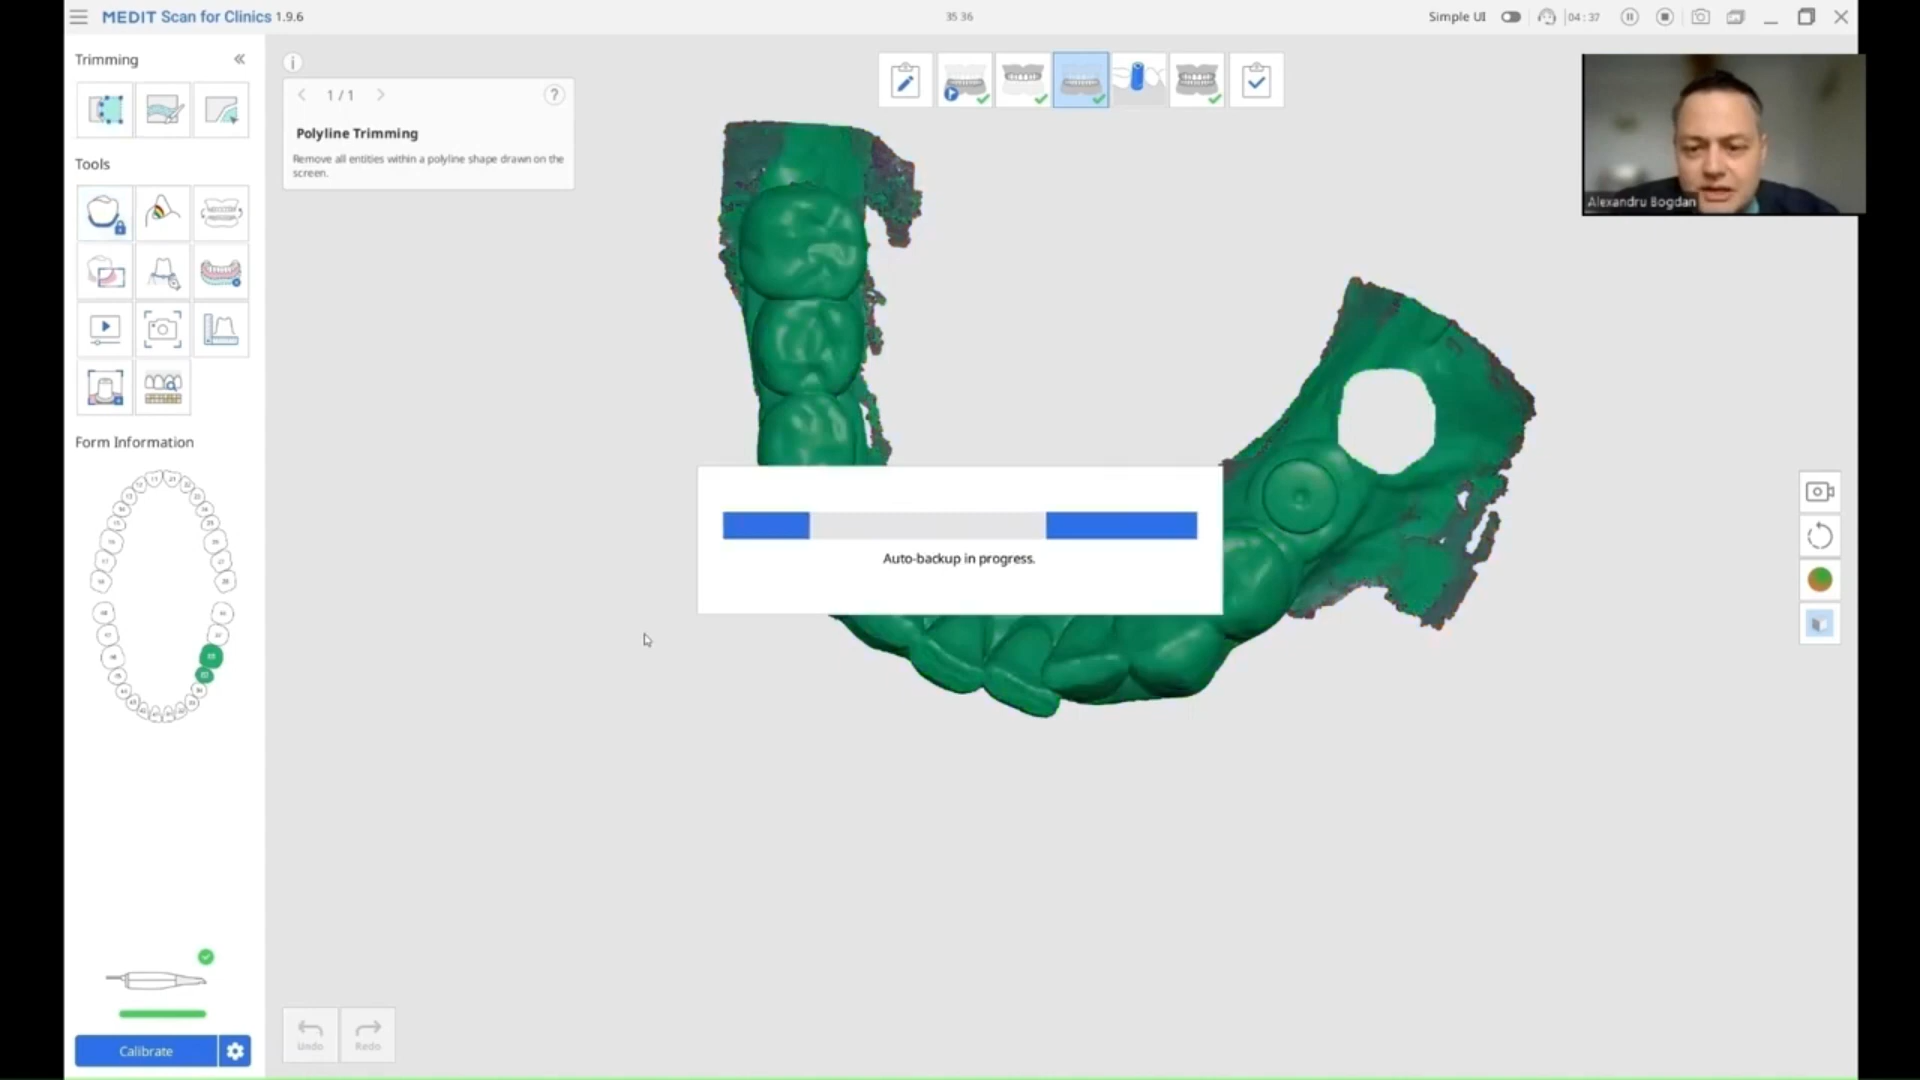 MEDIT Scan for Clinics 1.9.6
35 36
Simple UI
04:37
Trimming
1 / 1
?
Polyline Trimming
Remove all entities within a polyline shape drawn on the
screen.
Alexandru Bogdan
Tools
Form Information
Auto-backup in progress.
Undo
Redo
Calibrate